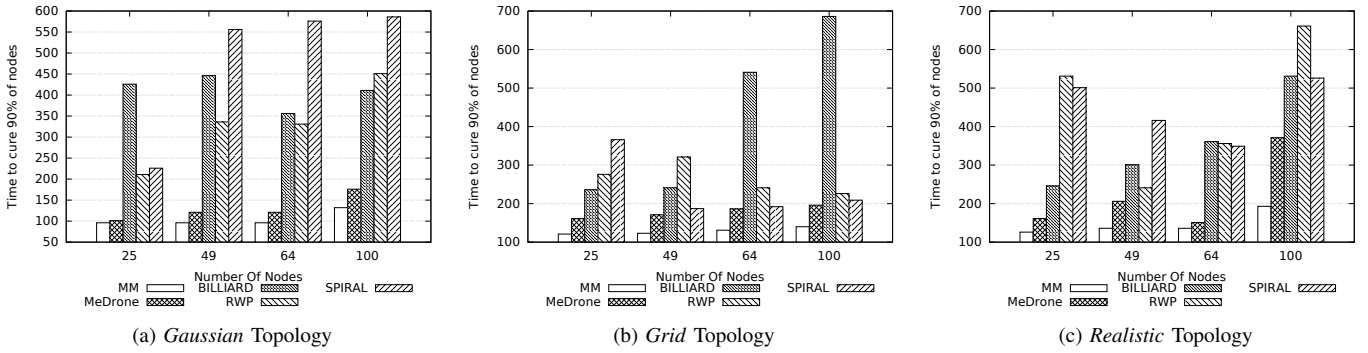 600
550
500
450
400
350
300
250
200
150
100
50
Time to cure 90% of nodes
25 49 64 100
Number Of Nodes
MM BILLIARD SPIRAL
MeDrone RWP
(a) Gaussian Topology
700
600
500
400
300
200
100
Time to cure 90% of nodes
25 49 64 100
Number Of Nodes
MM BILLIARD SPIRAL
MeDrone RWP
(b) Grid Topology
700
600
500
400
300
200
100
Time to cure 90% of nodes
25 49 64 100
Number Of Nodes
MM BILLIARD SPIRAL
MeDrone RWP
(c) Realistic Topology